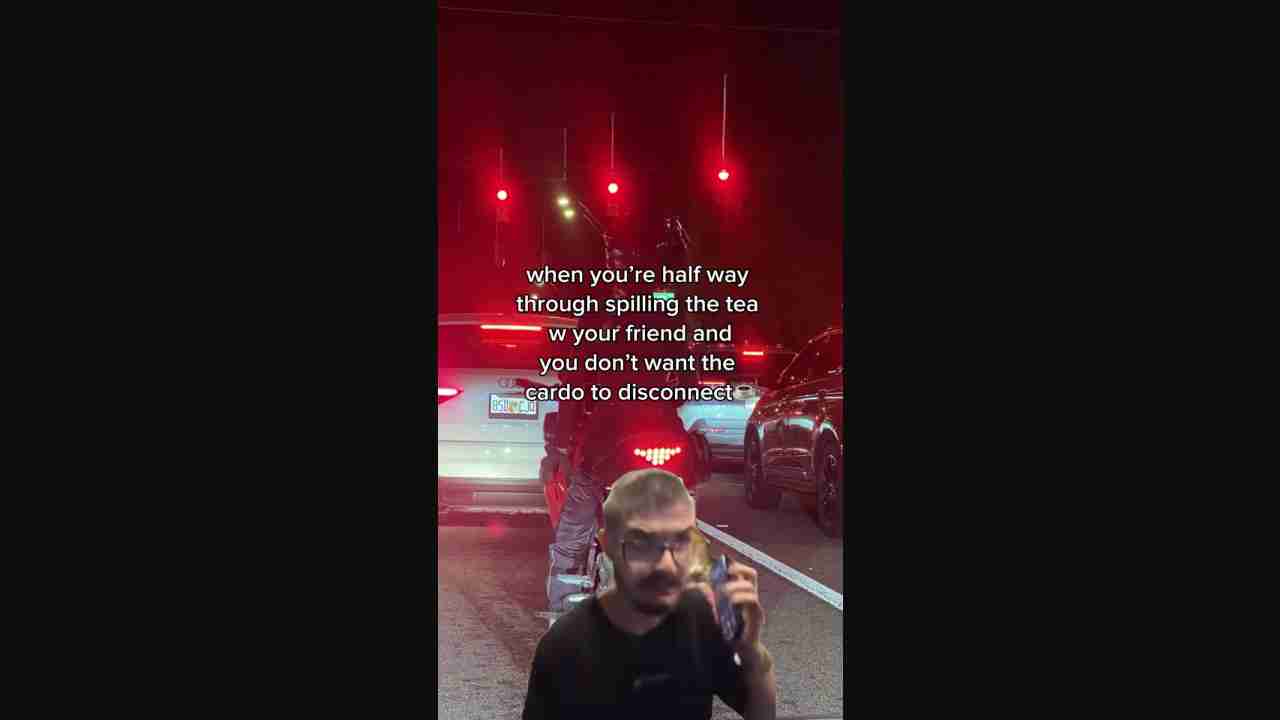 when you're half way
through spilling the tea
w your friend and
you don't want the
cardo to disconnect